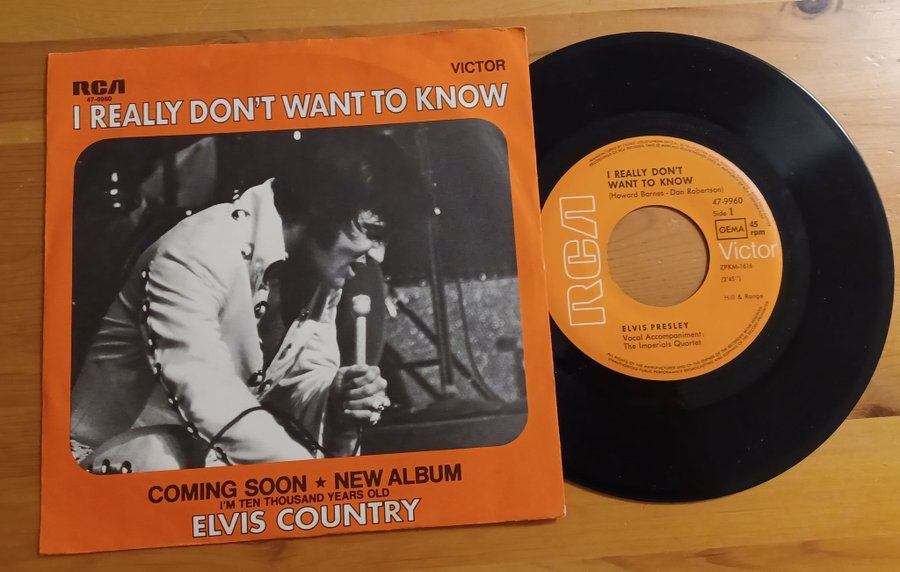 RCA
VICTOR
47-9960
I REALLY DON'T WANT TO KNOW
COMING SOON ★ NEW ALBUM
I'M TEN THOUSAND YEARS OLD
ELVIS COUNTRY
I REALLY DON'T
WANT TO KNOW
(Howard Barnes - Don Robertson)
47-9960
Side 1
GEMA
45
rpm
RCA
Victor
ZPKM-1616
(2'45'')
Hill & Range
ELVIS PRESLEY
Vocal Accompaniment:
The Imperials Quartet